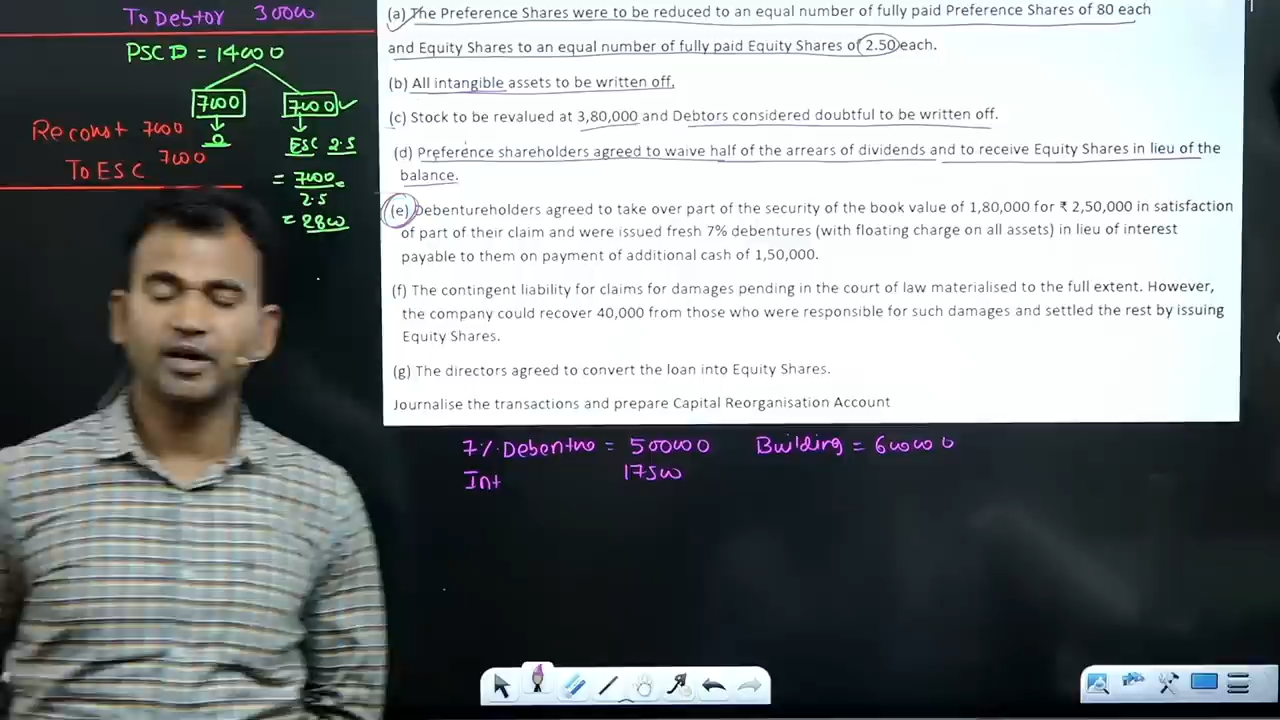 To Debtor 30000
PSCD = 14000
7000 7000
0 ESC 2.5
Reconst 7000
To ESC 7000
= 7000
2.5
= 2800
(a) The Preference Shares were to be reduced to an equal number of fully paid Preference Shares of 80 each
and Equity Shares to an equal number of fully paid Equity Shares of 2.50 each.
(b) All intangible assets to be written off.
(c) Stock to be revalued at 3,80,000 and Debtors considered doubtful to be written off.
(d) Preference shareholders agreed to waive half of the arrears of dividends and to receive Equity Shares in lieu of the
balance.
(e) Debentureholders agreed to take over part of the security of the book value of 1,80,000 for ₹ 2,50,000 in satisfaction
of part of their claim and were issued fresh 7% debentures (with floating charge on all assets) in lieu of interest
payable to them on payment of additional cash of 1,50,000.
(f) The contingent liability for claims for damages pending in the court of law materialised to the full extent. However,
the company could recover 40,000 from those who were responsible for such damages and settled the rest by issuing
Equity Shares.
(g) The directors agreed to convert the loan into Equity Shares.
Journalise the transactions and prepare Capital Reorganisation Account
7% Debenture = 500000 Building = 600000
Int 17500